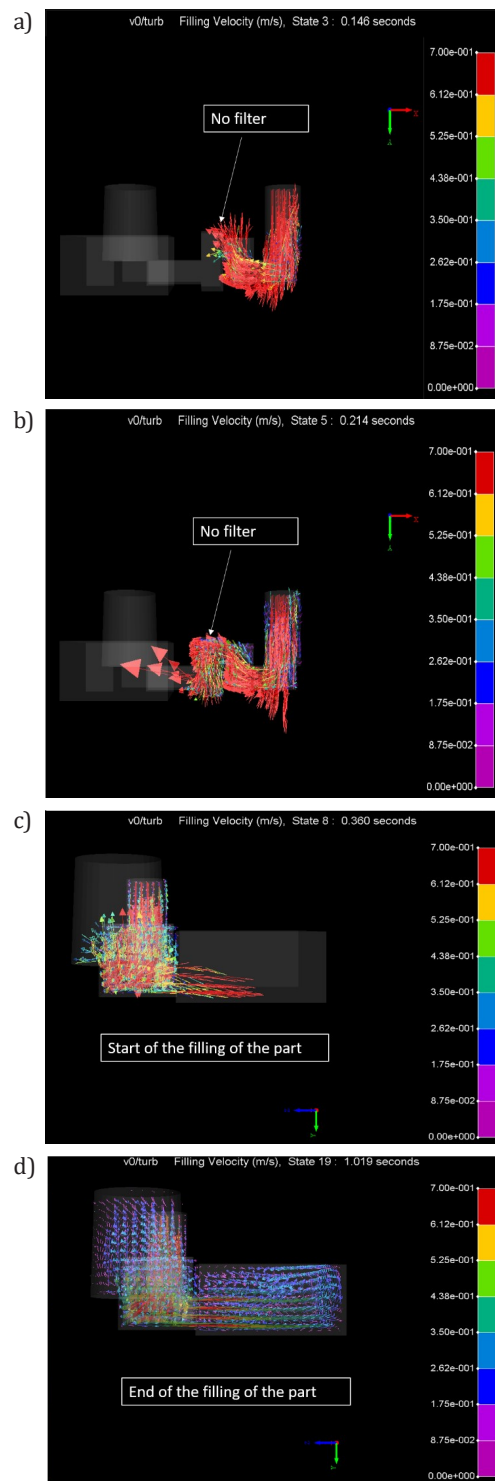 a)
v0/turb Filling Velocity (m/s), State 3 : 0.146 seconds
7.00e-001
6.12e-001
5.25e-001
4.38e-001
3.50e-001
2.62e-001
1.75e-001
8.75e-002
0.00e+000
No filter
X
Y
b)
v0/turb Filling Velocity (m/s), State 5 : 0.214 seconds
7.00e-001
6.12e-001
5.25e-001
4.38e-001
3.50e-001
2.62e-001
1.75e-001
8.75e-002
0.00e+000
No filter
X
Y
c)
v0/turb Filling Velocity (m/s), State 8 : 0.360 seconds
7.00e-001
6.12e-001
5.25e-001
4.38e-001
3.50e-001
2.62e-001
1.75e-001
8.75e-002
0.00e+000
Start of the filling of the part
Y
d)
v0/turb Filling Velocity (m/s), State 19 : 1.019 seconds
7.00e-001
6.12e-001
5.25e-001
4.38e-001
3.50e-001
2.62e-001
1.75e-001
8.75e-002
0.00e+000
End of the filling of the part
Y